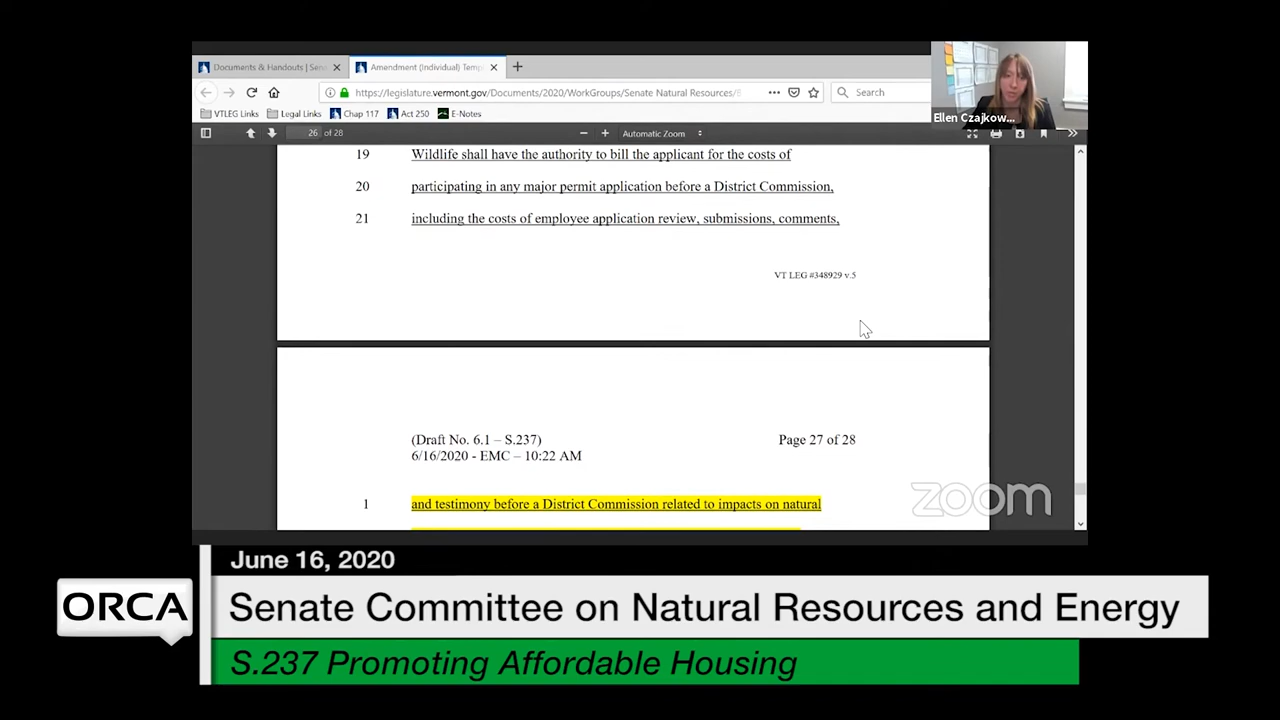 Documents & Handouts | Sen
Amendment (Individual) Temp
https://legislature.vermont.gov/Documents/2020/WorkGroups/Senate Natural Resources/
Search
VTLEG Links
Legal Links
Chap 117
Act 250
E-Notes
Ellen Czajkow...
26 of 28
Automatic Zoom
19 Wildlife shall have the authority to bill the applicant for the costs of
20 participating in any major permit application before a District Commission,
21 including the costs of employee application review, submissions, comments,
VT LEG #348929 v.5
(Draft No. 6.1 – S.237) Page 27 of 28
6/16/2020 - EMC – 10:22 AM
1 and testimony before a District Commission related to impacts on natural
zoom
June 16, 2020
ORCA
Senate Committee on Natural Resources and Energy
S.237 Promoting Affordable Housing